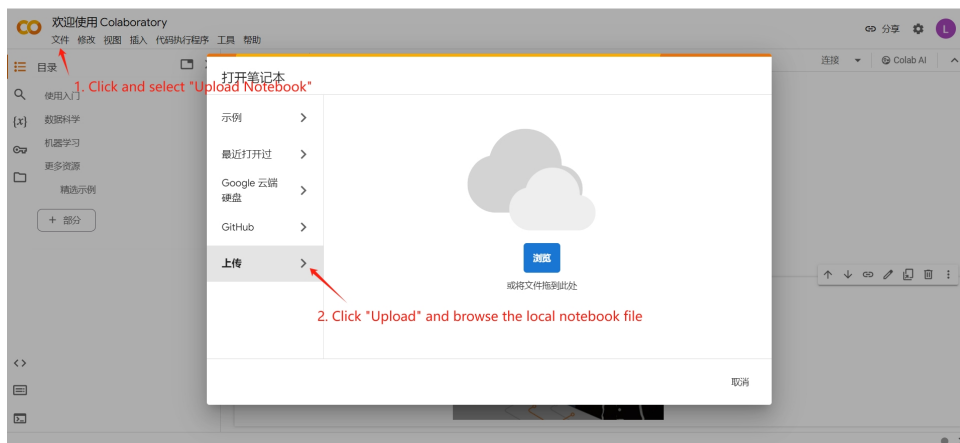 欢迎使用 Colaboratory
文件 修改 视图 插入 代码执行程序 工具 帮助
分享
L
目录
连接
Colab AI
1. Click and select "Upload Notebook"
打开笔记本
使用入门
{x}
数据科学
机器学习
更多资源
精选示例
+ 部分
示例
最近打开过
Google 云端
硬盘
GitHub
上传
浏览
或将文件拖到此处
2. Click "Upload" and browse the local notebook file
取消